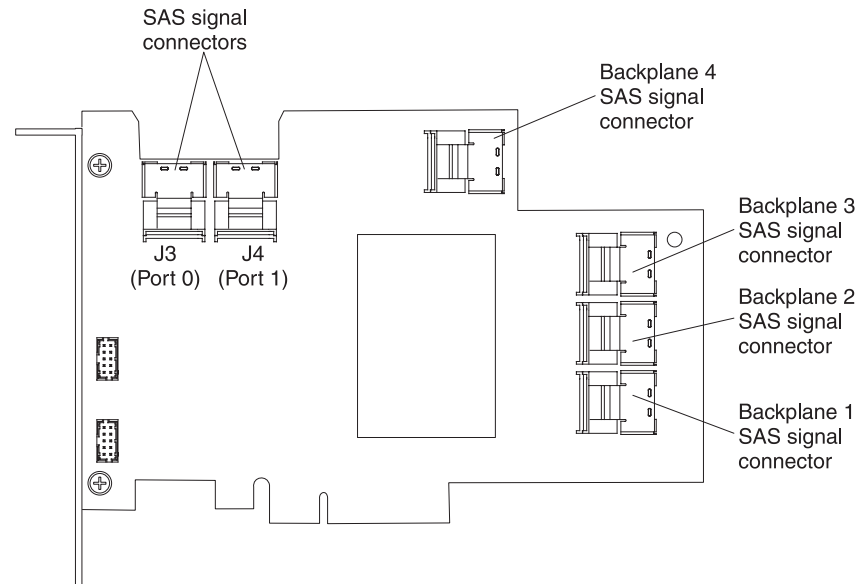 SAS signal
connectors
Backplane 4
SAS signal
connector
Backplane 3
SAS signal
connector
J3
(Port 0)
J4
(Port 1)
Backplane 2
SAS signal
connector
Backplane 1
SAS signal
connector